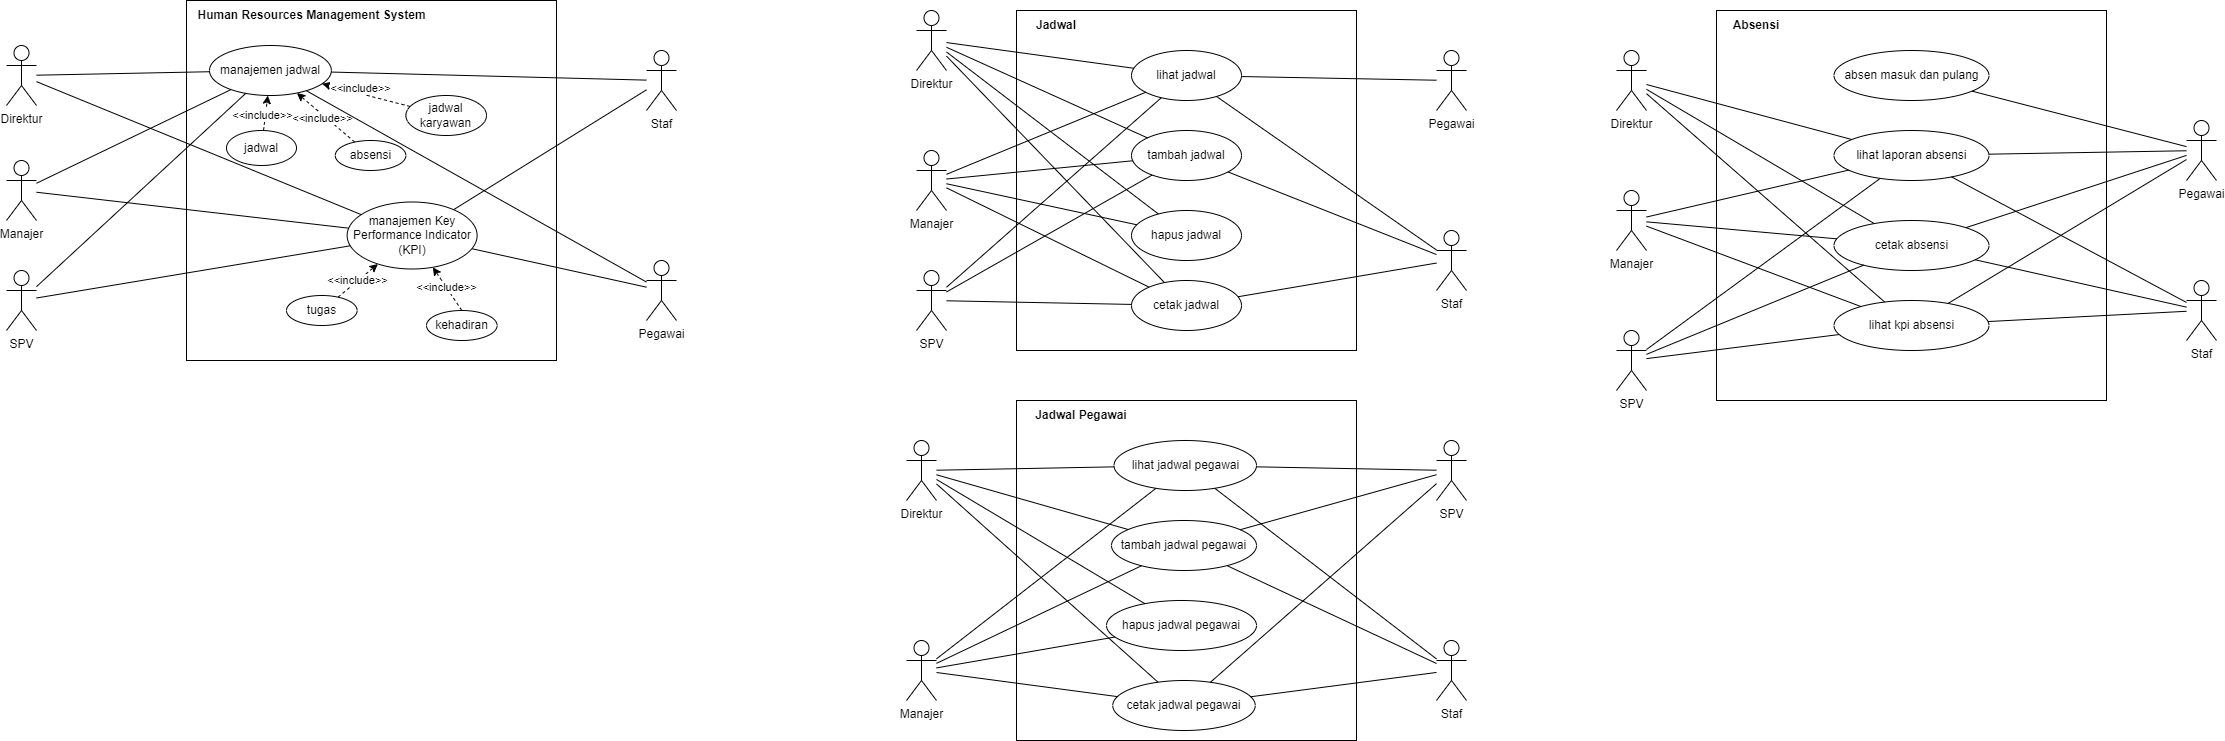 Human Resources Management System
Direktur
Manajer
SPV
manajemen jadwal
<<include>>
<<include>>
<<include>>
jadwal
karyawan
jadwal
absensi
manajemen Key
Performance Indicator
(KPI)
<<include>>
<<include>>
tugas
kehadiran
Staf
Pegawai
Jadwal
Direktur
Manajer
SPV
lihat jadwal
tambah jadwal
hapus jadwal
cetak jadwal
Pegawai
Staf
Absensi
Direktur
Manajer
SPV
absen masuk dan pulang
lihat laporan absensi
cetak absensi
lihat kpi absensi
Pegawai
Staf
Jadwal Pegawai
Direktur
Manajer
lihat jadwal pegawai
tambah jadwal pegawai
hapus jadwal pegawai
cetak jadwal pegawai
SPV
Staf